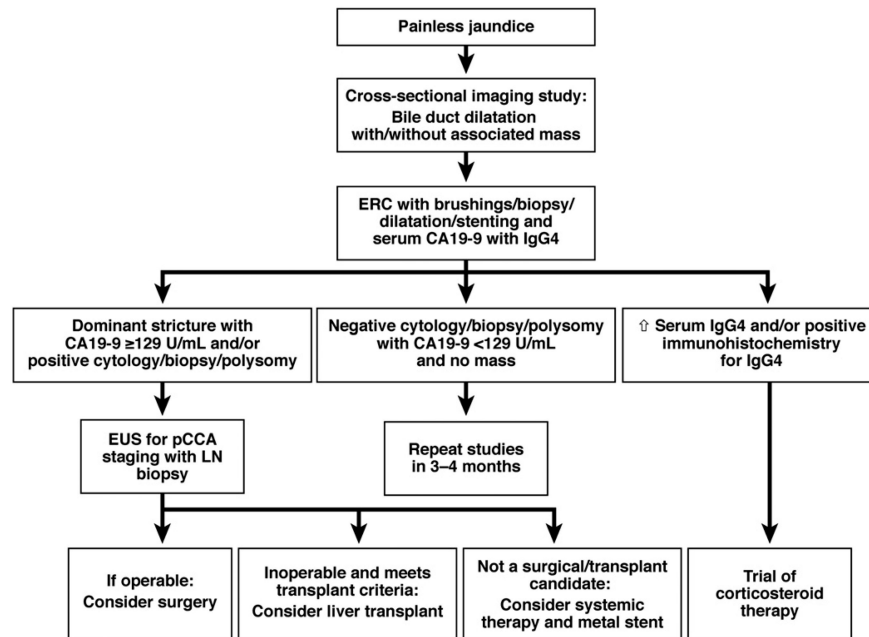 Painless jaundice
Cross-sectional imaging study:
Bile duct dilatation
with/without associated mass
ERC with brushings/biopsy/
dilatation/stenting and
serum CA19-9 with IgG4
Dominant stricture with
CA19-9 ≥129 U/mL and/or
positive cytology/biopsy/polysomy
Negative cytology/biopsy/polysomy
with CA19-9 <129 U/mL
and no mass
⇧ Serum IgG4 and/or positive
immunohistochemistry
for IgG4
EUS for pCCA
staging with LN
biopsy
Repeat studies
in 3–4 months
If operable:
Consider surgery
Inoperable and meets
transplant criteria:
Consider liver transplant
Not a surgical/transplant
candidate:
Consider systemic
therapy and metal stent
Trial of
corticosteroid
therapy